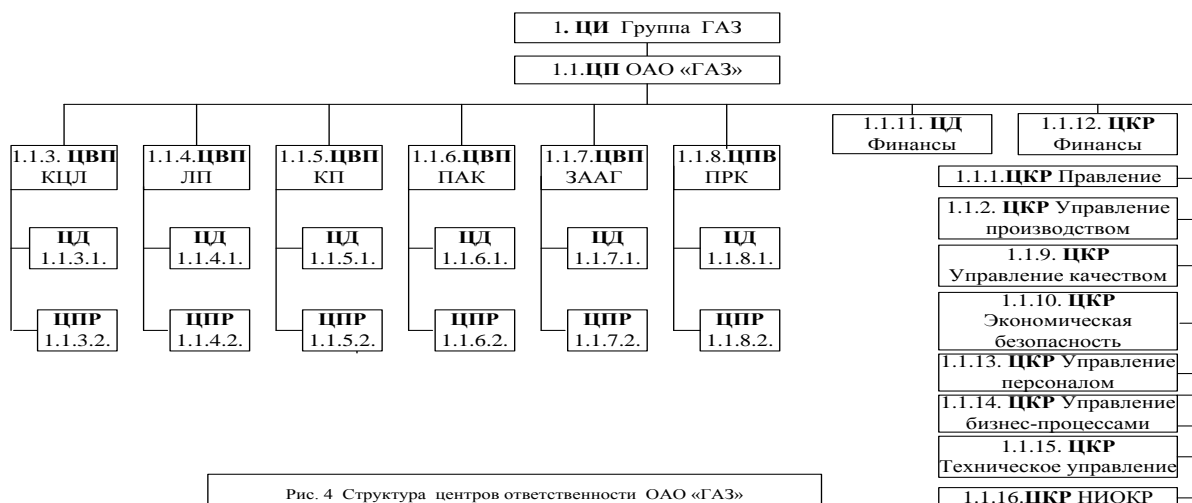 1. ЦИ Группа ГАЗ
1.1.ЦП ОАО «ГАЗ»
1.1.3. ЦВП
КЦЛ
1.1.4.ЦВП
ЛП
1.1.5.ЦВП
КП
1.1.6.ЦВП
ПАК
1.1.7.ЦВП
ЗААГ
1.1.8.ЦПВ
ПРК
1.1.11. ЦД
Финансы
1.1.12. ЦКР
Финансы
ЦД
1.1.3.1.
ЦД
1.1.4.1.
ЦД
1.1.5.1.
ЦД
1.1.6.1.
ЦД
1.1.7.1.
ЦД
1.1.8.1.
ЦПР
1.1.3.2.
ЦПР
1.1.4.2.
ЦПР
1.1.5.2.
ЦПР
1.1.6.2.
ЦПР
1.1.7.2.
ЦПР
1.1.8.2.
1.1.1.ЦКР Правление
1.1.2. ЦКР Управление
производством
1.1.9. ЦКР
Управление качеством
1.1.10. ЦКР
Экономическая
безопасность
1.1.13. ЦКР Управление
персоналом
1.1.14. ЦКР Управление
бизнес-процессами
1.1.15. ЦКР
Техническое управление
1.1.16.ЦКР НИОКР
Рис. 4 Структура центров ответственности ОАО «ГАЗ»